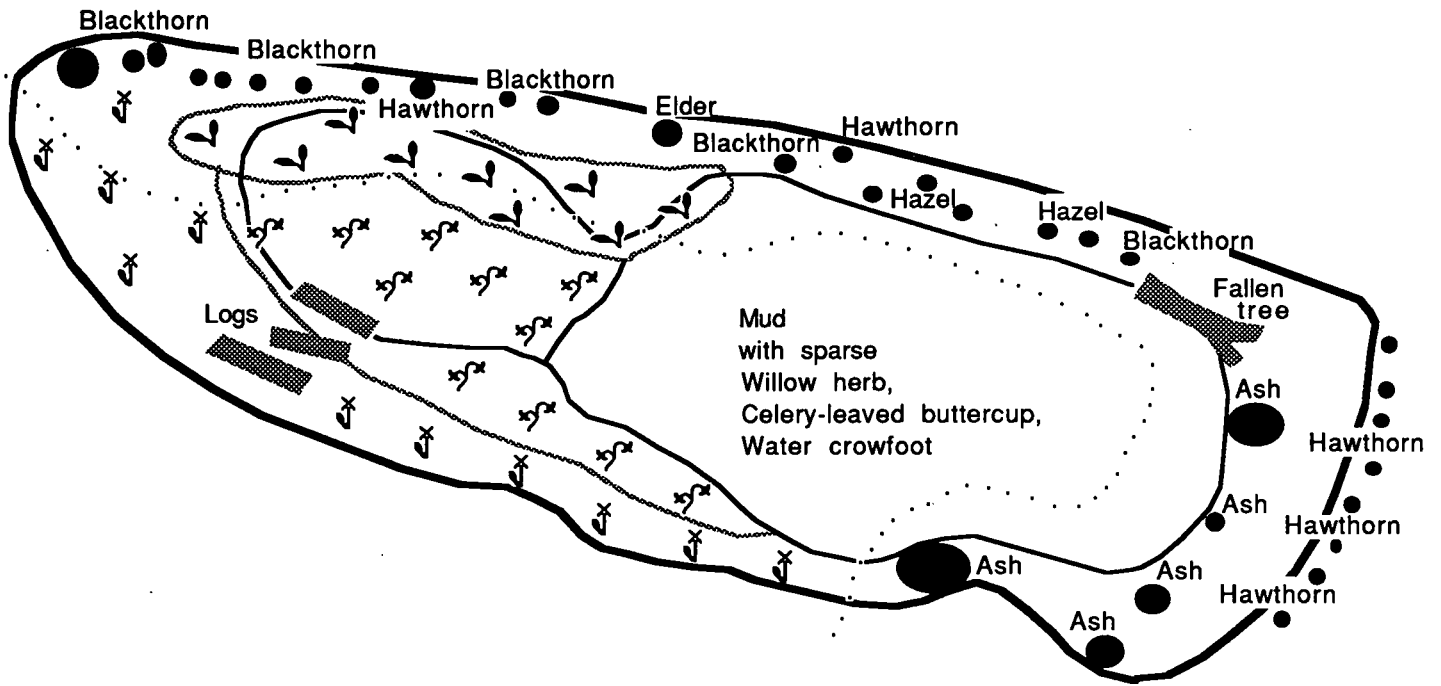 Blackthorn
Blackthorn
Blackthorn
Hawthorn
Elder
Blackthorn
Hawthorn
Hazel
Hazel
Blackthorn
Fallen
tree
Logs
Mud
with sparse
Willow herb,
Celery-leaved buttercup,
Water crowfoot
Ash
Hawthorn
Ash
Hawthorn
Ash
Ash
Hawthorn
Ash